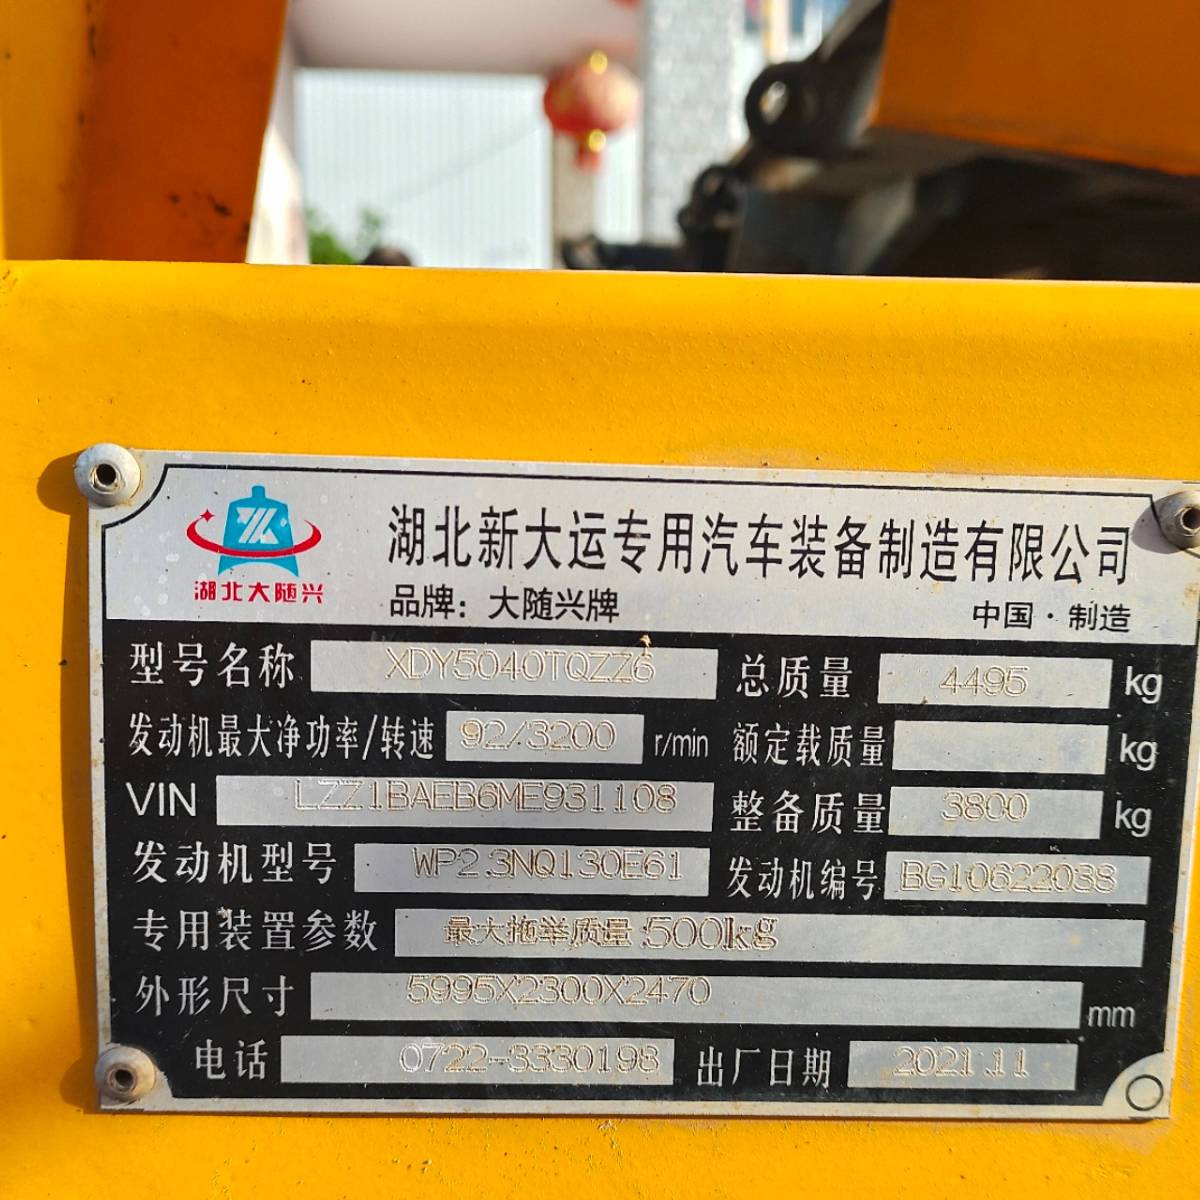 湖北大随兴
湖北新大运专用汽车装备制造有限公司
品牌：大随兴牌 中国·制造
型号名称 XDY5040TQZZ6 总质量 4495 kg
发动机最大净功率/转速 92/3200 r/min 额定载质量 kg
VIN LZZ1BAEB6ME931108 整备质量 3800 kg
发动机型号 WP2.3NQ130E61 发动机编号 BG10622038
专用装置参数 最大拖举质量:500kg
外形尺寸 5995X2300X2470 mm
电话 0722-3330198 出厂日期 2021.11